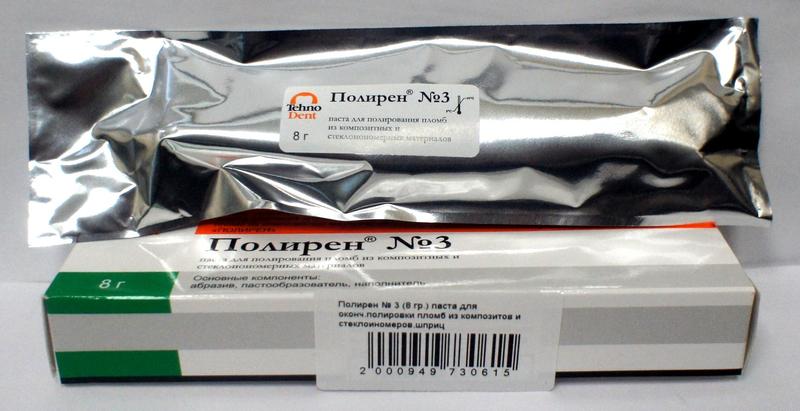 Tehno
Dent
8 г
Полирен® №3
паста для полирования пломб
из композитных и
стеклоиономерных материалов
«ПОЛИРЕН»
Полирен® №3
паста для полирования пломб из композитных и
стеклоиономерных материалов
Основные компоненты:
абразив, пастообразователь, наполнитель
8 г
Полирен № 3 (8 гр.) паста для
оконч.полировки пломб из композитов и
стеклоиномеров.шприц
2 000949 730615